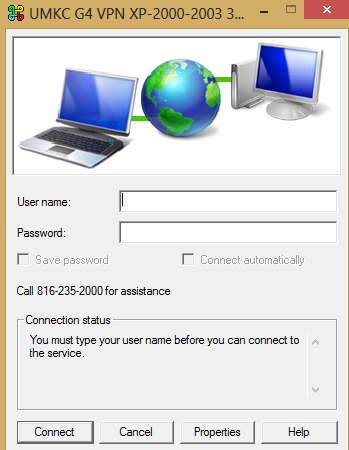 UMKC G4 VPN XP-2000-2003 3...
User name:
Password:
Save password
Connect automatically
Call 816-235-2000 for assistance
Connection status
You must type your user name before you can connect to
the service.
Connect
Cancel
Properties
Help